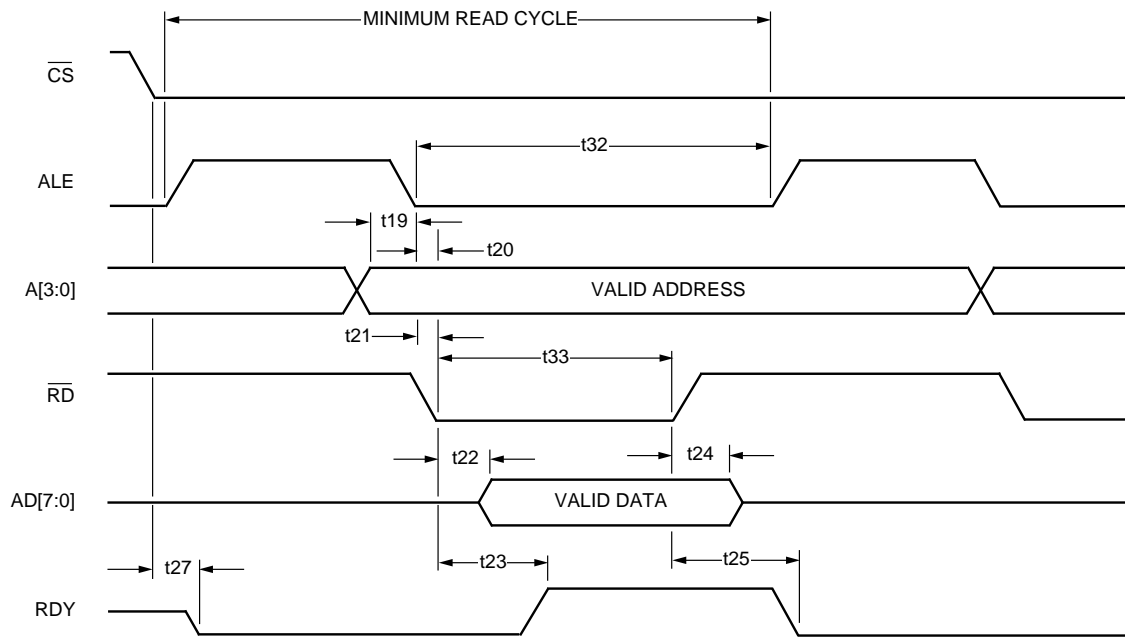 MINIMUM READ CYCLE
CS
t32
ALE
t19
t20
A[3:0]
VALID ADDRESS
t21
t33
RD
t22
t24
AD[7:0]
VALID DATA
t23
t25
t27
RDY